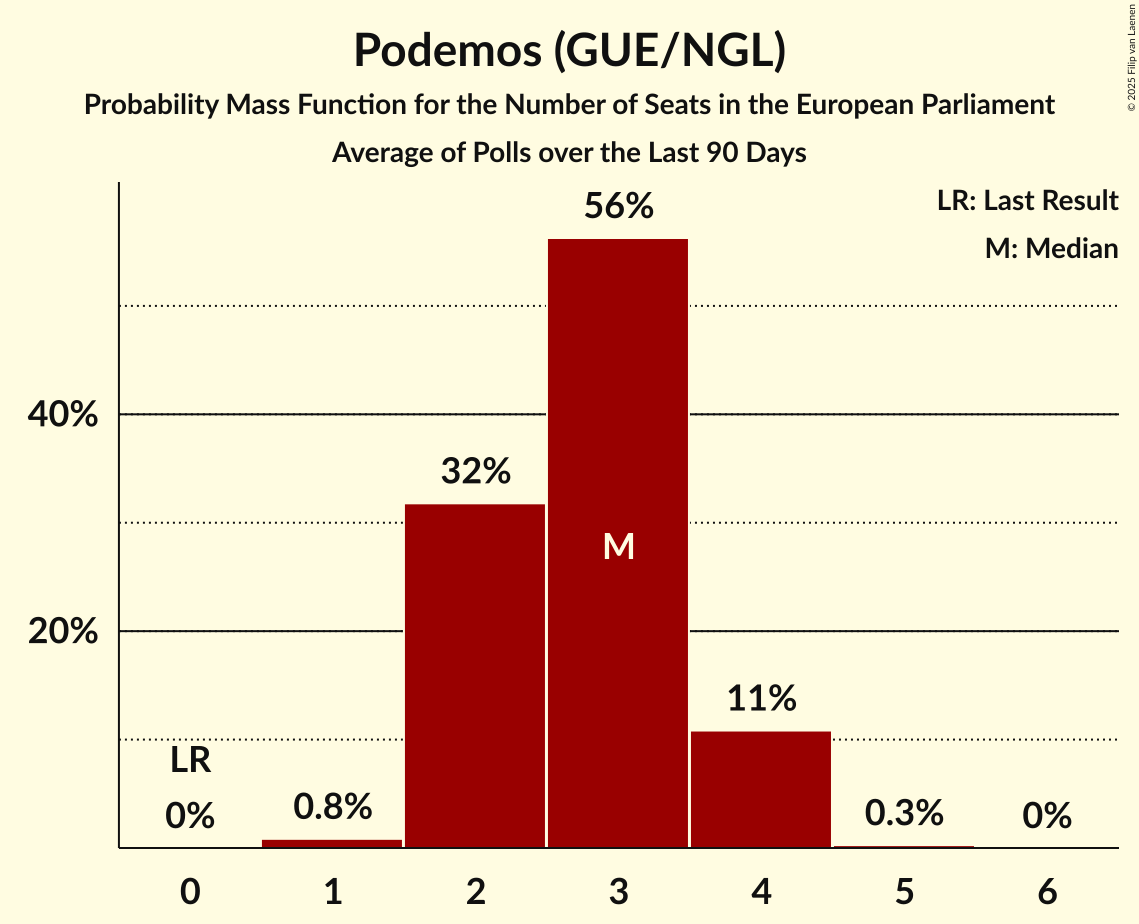 Podemos (GUE/NGL)
Probability Mass Function for the Number of Seats in the European Parliament
Average of Polls over the Last 90 Days
© 2025 Filip van Laenen
LR: Last Result
M: Median
56%
40%
32%
M
20%
11%
LR
0%
0.8%
0.3%
0%
0 1 2 3 4 5 6